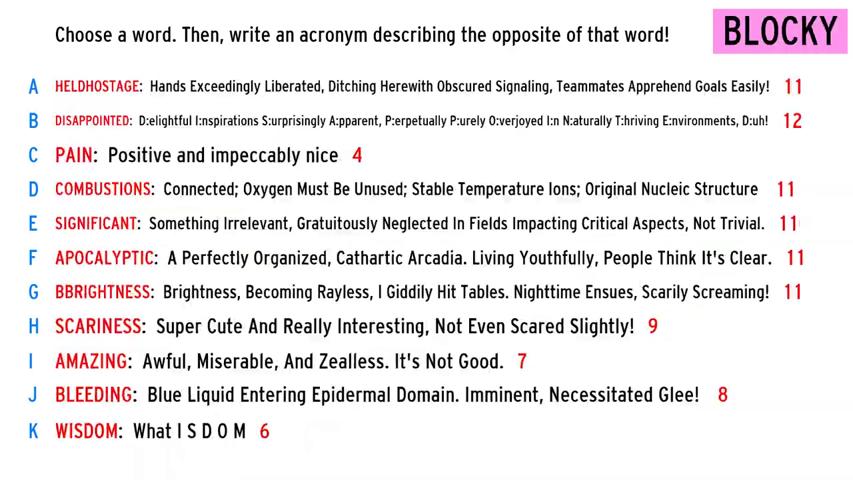 Choose a word. Then, write an acronym describing the opposite of that word!
BLOCKY
A HELDHOSTAGE: Hands Exceedingly Liberated, Ditching Herewith Obscured Signaling, Teammates Apprehend Goals Easily! 11
B DISAPPOINTED: D:elightful I:nspirations S:urprisingly A:pparent, P:erpetually P:urely O:verjoyed I:n N:aturally T:hriving E:nvironments, D:uh! 12
C PAIN: Positive and impeccably nice 4
D COMBUSTIONS: Connected; Oxygen Must Be Unused; Stable Temperature Ions; Original Nucleic Structure 11
E SIGNIFICANT: Something Irrelevant, Gratuitously Neglected In Fields Impacting Critical Aspects, Not Trivial. 11
F APOCALYPTIC: A Perfectly Organized, Cathartic Arcadia. Living Youthfully, People Think It's Clear. 11
G BBRIGHTNESS: Brightness, Becoming Rayless, I Giddily Hit Tables. Nighttime Ensues, Scarily Screaming! 11
H SCARINESS: Super Cute And Really Interesting, Not Even Scared Slightly! 9
I AMAZING: Awful, Miserable, And Zealless. It's Not Good. 7
J BLEEDING: Blue Liquid Entering Epidermal Domain. Imminent, Necessitated Glee! 8
K WISDOM: What I S D O M 6